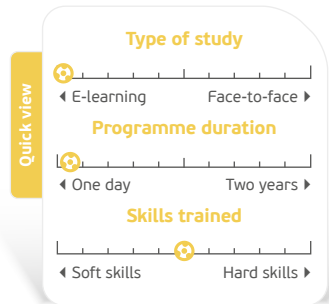 Quick view
Type of study
E-learning Face-to-face
Programme duration
One day Two years
Skills trained
Soft skills Hard skills